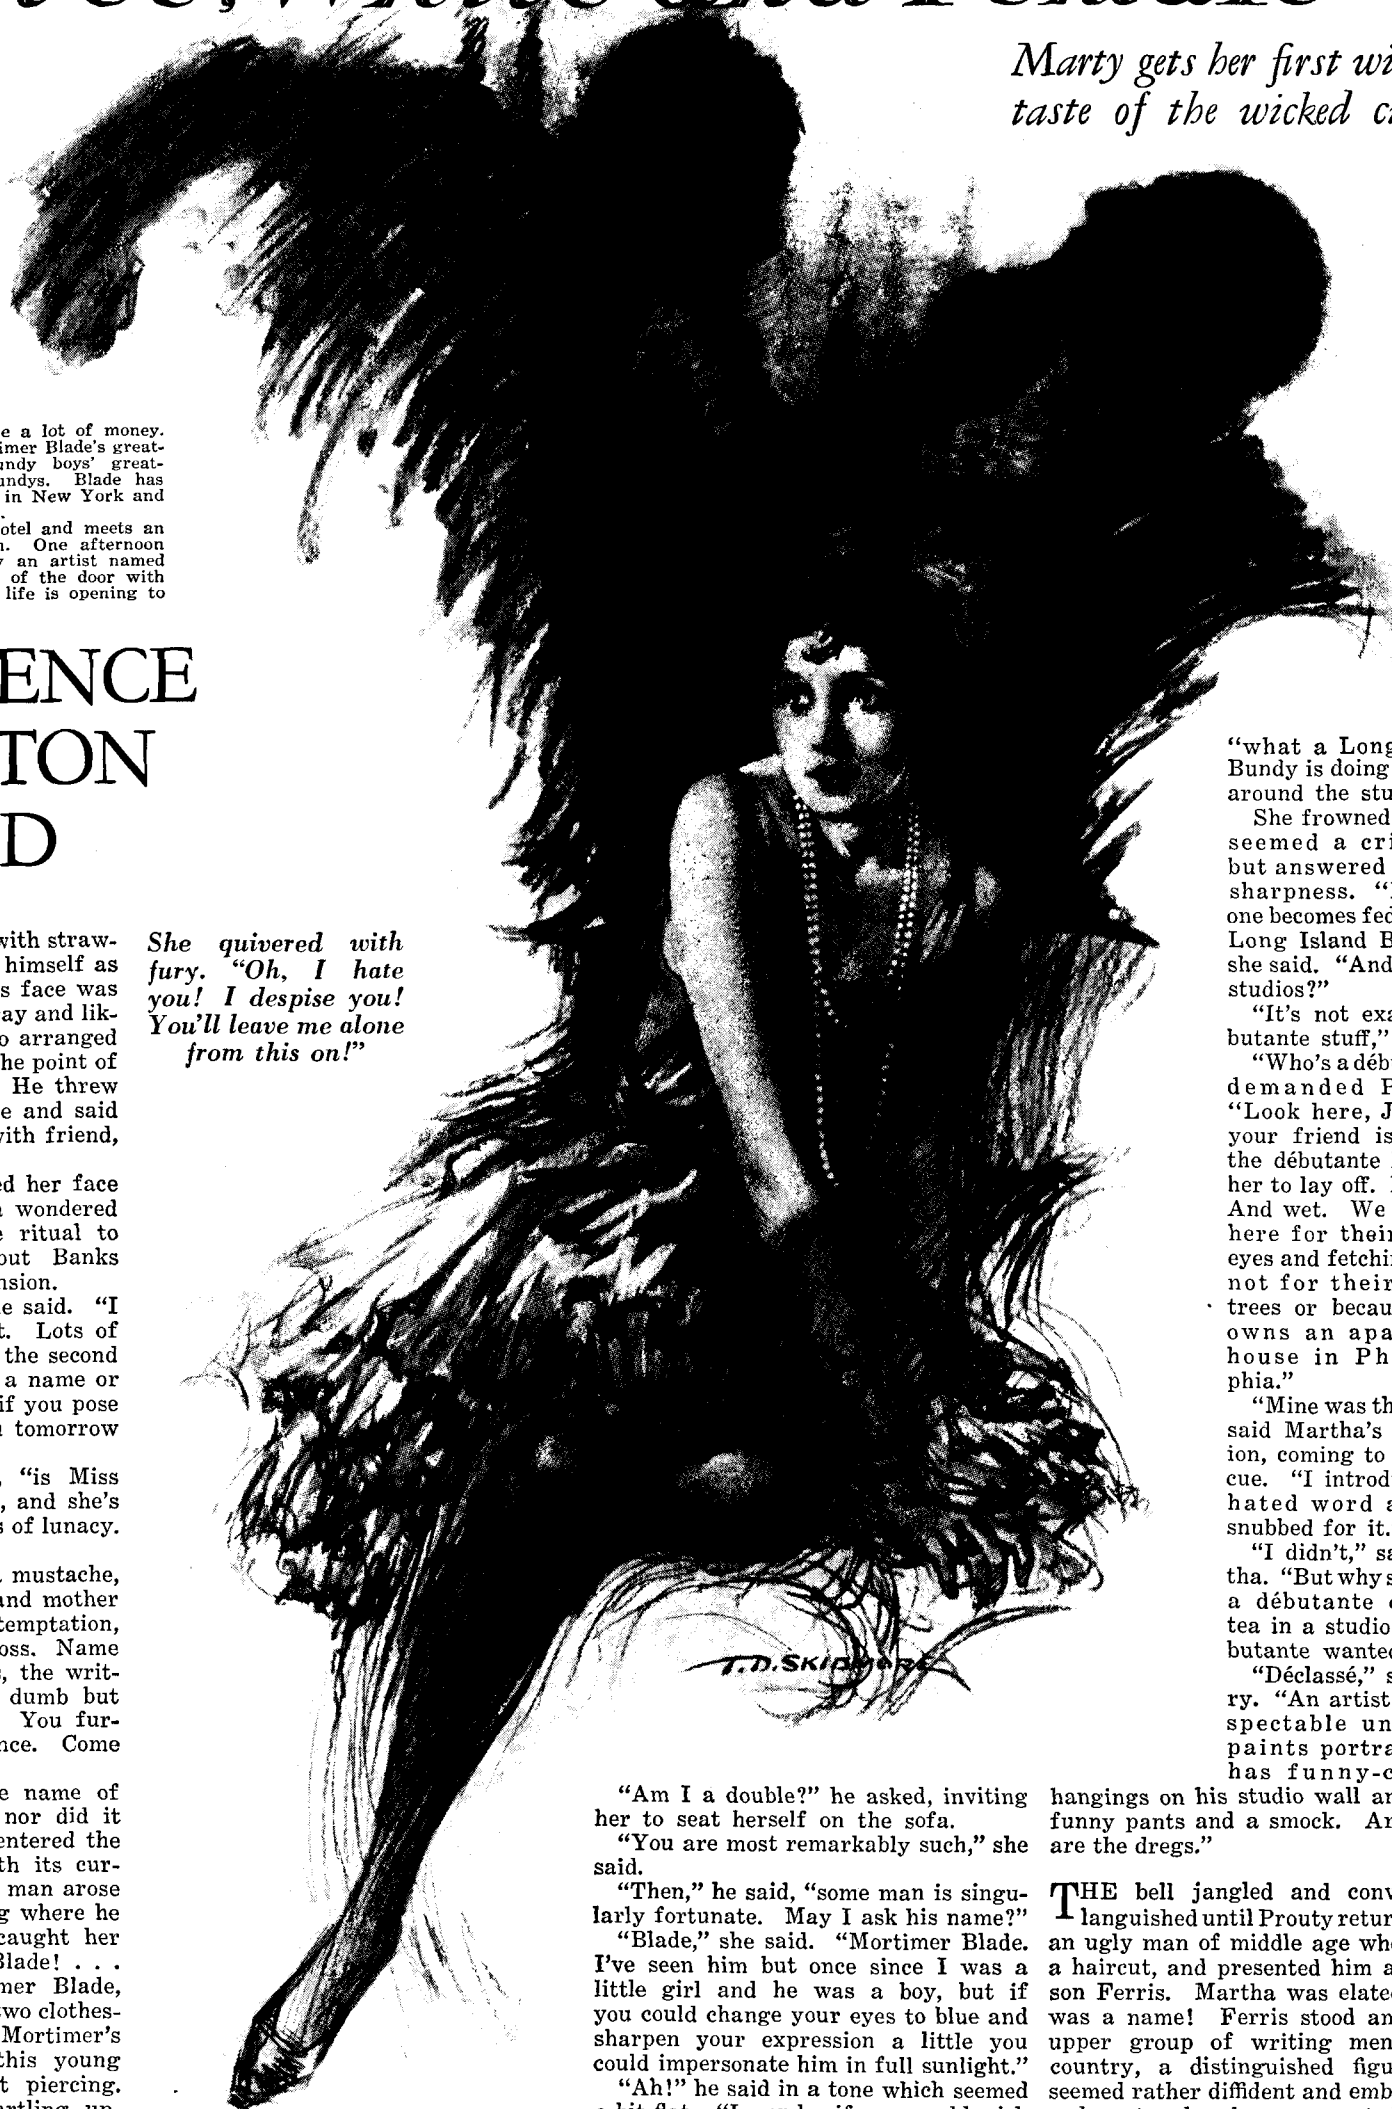 Marty gets her first
taste of the wicked
e a lot of money.
imer Blade's great-
undy boys' great-
undys. Blade has
in New York and
otel and meets an
One afternoon
an artist named
of the door with
life is opening to
ENCE
TON
D
with straw-
himself as
s face was
ay and lik-
o arranged
he point of
He threw
e and said
with friend,
ed her face
wondered
e ritual to
out Banks
nsion.
e said. “I
t. Lots of
the second
a name or
if you pose
tomorrow
“is Miss
, and she's
s of lunacy.
mustache,
and mother
temptation,
oss. Name
, the writ-
dumb but
You fur-
nce. Come
e name of
nor did it
entered the
th its cur-
man arose
g where he
caught her
Blade! . . .
mer Blade,
two clothes-
Mortimer's
this young
t piercing.
She quivered with
fury. “Oh, I hate
you! I despise you!
You'll leave me alone
from this on!”
T.D. SKIDMORE
“Am I a double?” he asked, inviting
her to seat herself on the sofa.
“You are most remarkably such,” she
said.
“Then,” he said, “some man is singu-
larly fortunate. May I ask his name?”
“Blade,” she said. “Mortimer Blade.
I've seen him but once since I was a
little girl and he was a boy, but if
you could change your eyes to blue and
sharpen your expression a little you
could impersonate him in full sunlight.”
“Ah!” he said in a tone which seemed
“what a Long
Bundy is doing
around the stu
She frowned
seemed a cri
but answered
sharpness. “
one becomes fed
Long Island B
she said. “And
studios?”
“It's not exa
butante stuff,”
“Who's a déb
demanded P
“Look here, J
your friend is
the débutante
her to lay off.
And wet. We
here for their
eyes and fetchi
not for their
trees or becau
owns an apa
house in Ph
phia.”
“Mine was th
said Martha's
ion, coming to
cue. “I introd
hated word a
snubbed for it.
“I didn't,” sa
tha. “But why s
a débutante
tea in a studio
butante wanted
“Déclassé,” s
ry. “An artist
spectable un
paints portra
has funny-c
hangings on his studio wall an
funny pants and a smock. Ar
are the dregs.”
THE bell jangled and conv
languished until Prouty retur
an ugly man of middle age who
a haircut, and presented him a
son Ferris. Martha was elated
was a name! Ferris stood an
upper group of writing men
country, a distinguished figu
seemed rather diffident and emb